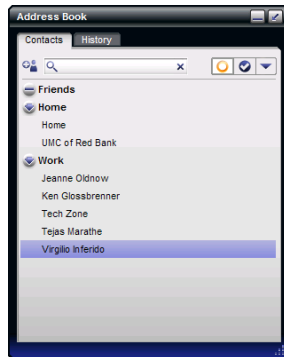 Address Book
Contacts History
Friends
Home
Home
UMC of Red Bank
Work
Jeanne Oldnow
Ken Glossbrenner
Tech Zone
Tejas Marathe
Virgilio Inferido